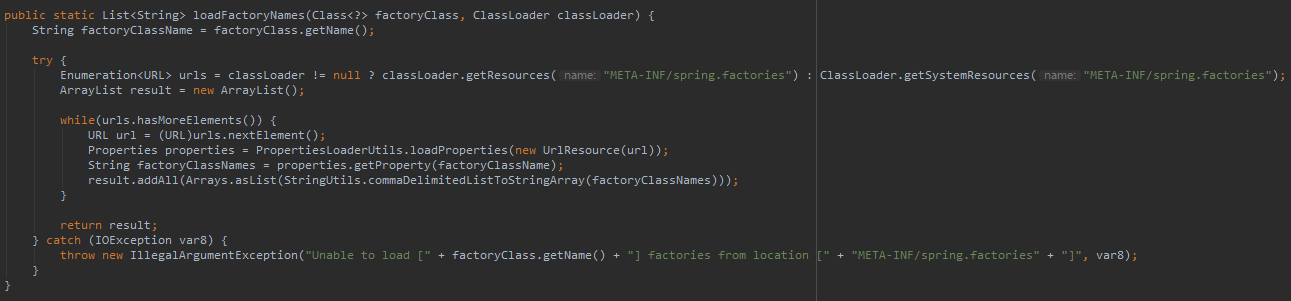 public static List<String> loadFactoryNames(Class<?> factoryClass, ClassLoader classLoader) {
    String factoryClassName = factoryClass.getName();
    try {
        Enumeration<URL> urls = classLoader != null ? classLoader.getResources( name: "META-INF/spring.factories") : ClassLoader.getSystemResources( name: "META-INF/spring.factories");
        ArrayList result = new ArrayList();
        while(urls.hasMoreElements()) {
            URL url = (URL)urls.nextElement();
            Properties properties = PropertiesLoaderUtils.loadProperties(new UrlResource(url));
            String factoryClassNames = properties.getProperty(factoryClassName);
            result.addAll(Arrays.asList(StringUtils.commaDelimitedListToStringArray(factoryClassNames)));
        }
        return result;
    } catch (IOException var8) {
        throw new IllegalArgumentException("Unable to load [" + factoryClass.getName() + "] factories from location [" + "META-INF/spring.factories" + "]", var8);
    }
}